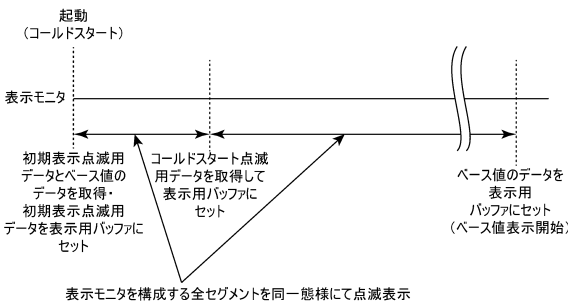 起動
(コールドスタート)
表示モニタ
初期表示点滅用
データとベース値の
データを取得・
初期表示点滅用
データを表示用バッファに
セット
コールドスタート点滅
用データを取得して
表示用バッファに
セット
ベース値のデータを
表示用
バッファにセット
(ベース値表示開始)
表示モニタを構成する全セグメントを同一態様にて点滅表示